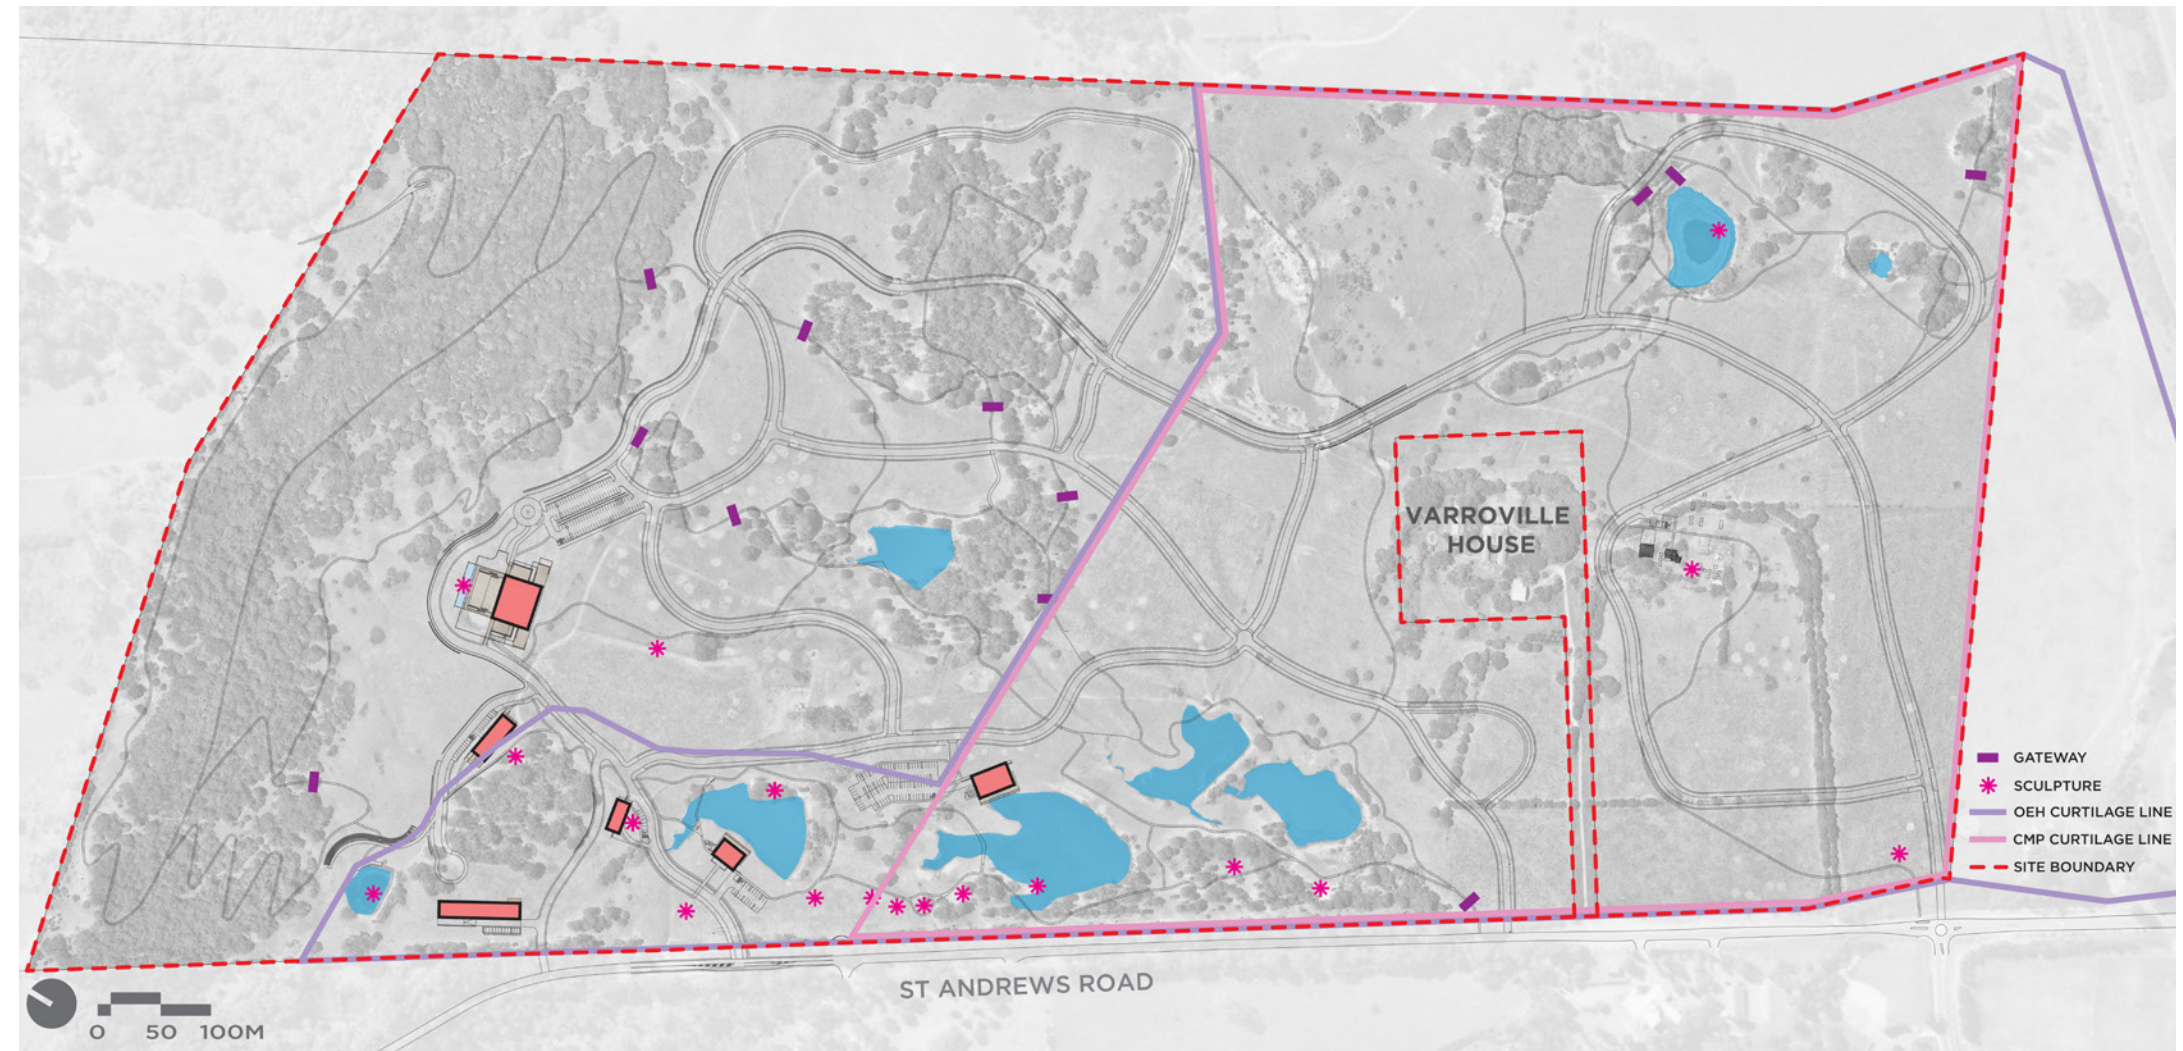 VARROVILLE
HOUSE
GATEWAY
SCULPTURE
OEH CURTILAGE LINE
CMP CURTILAGE LINE
SITE BOUNDARY
ST ANDREWS ROAD
0 50 100M